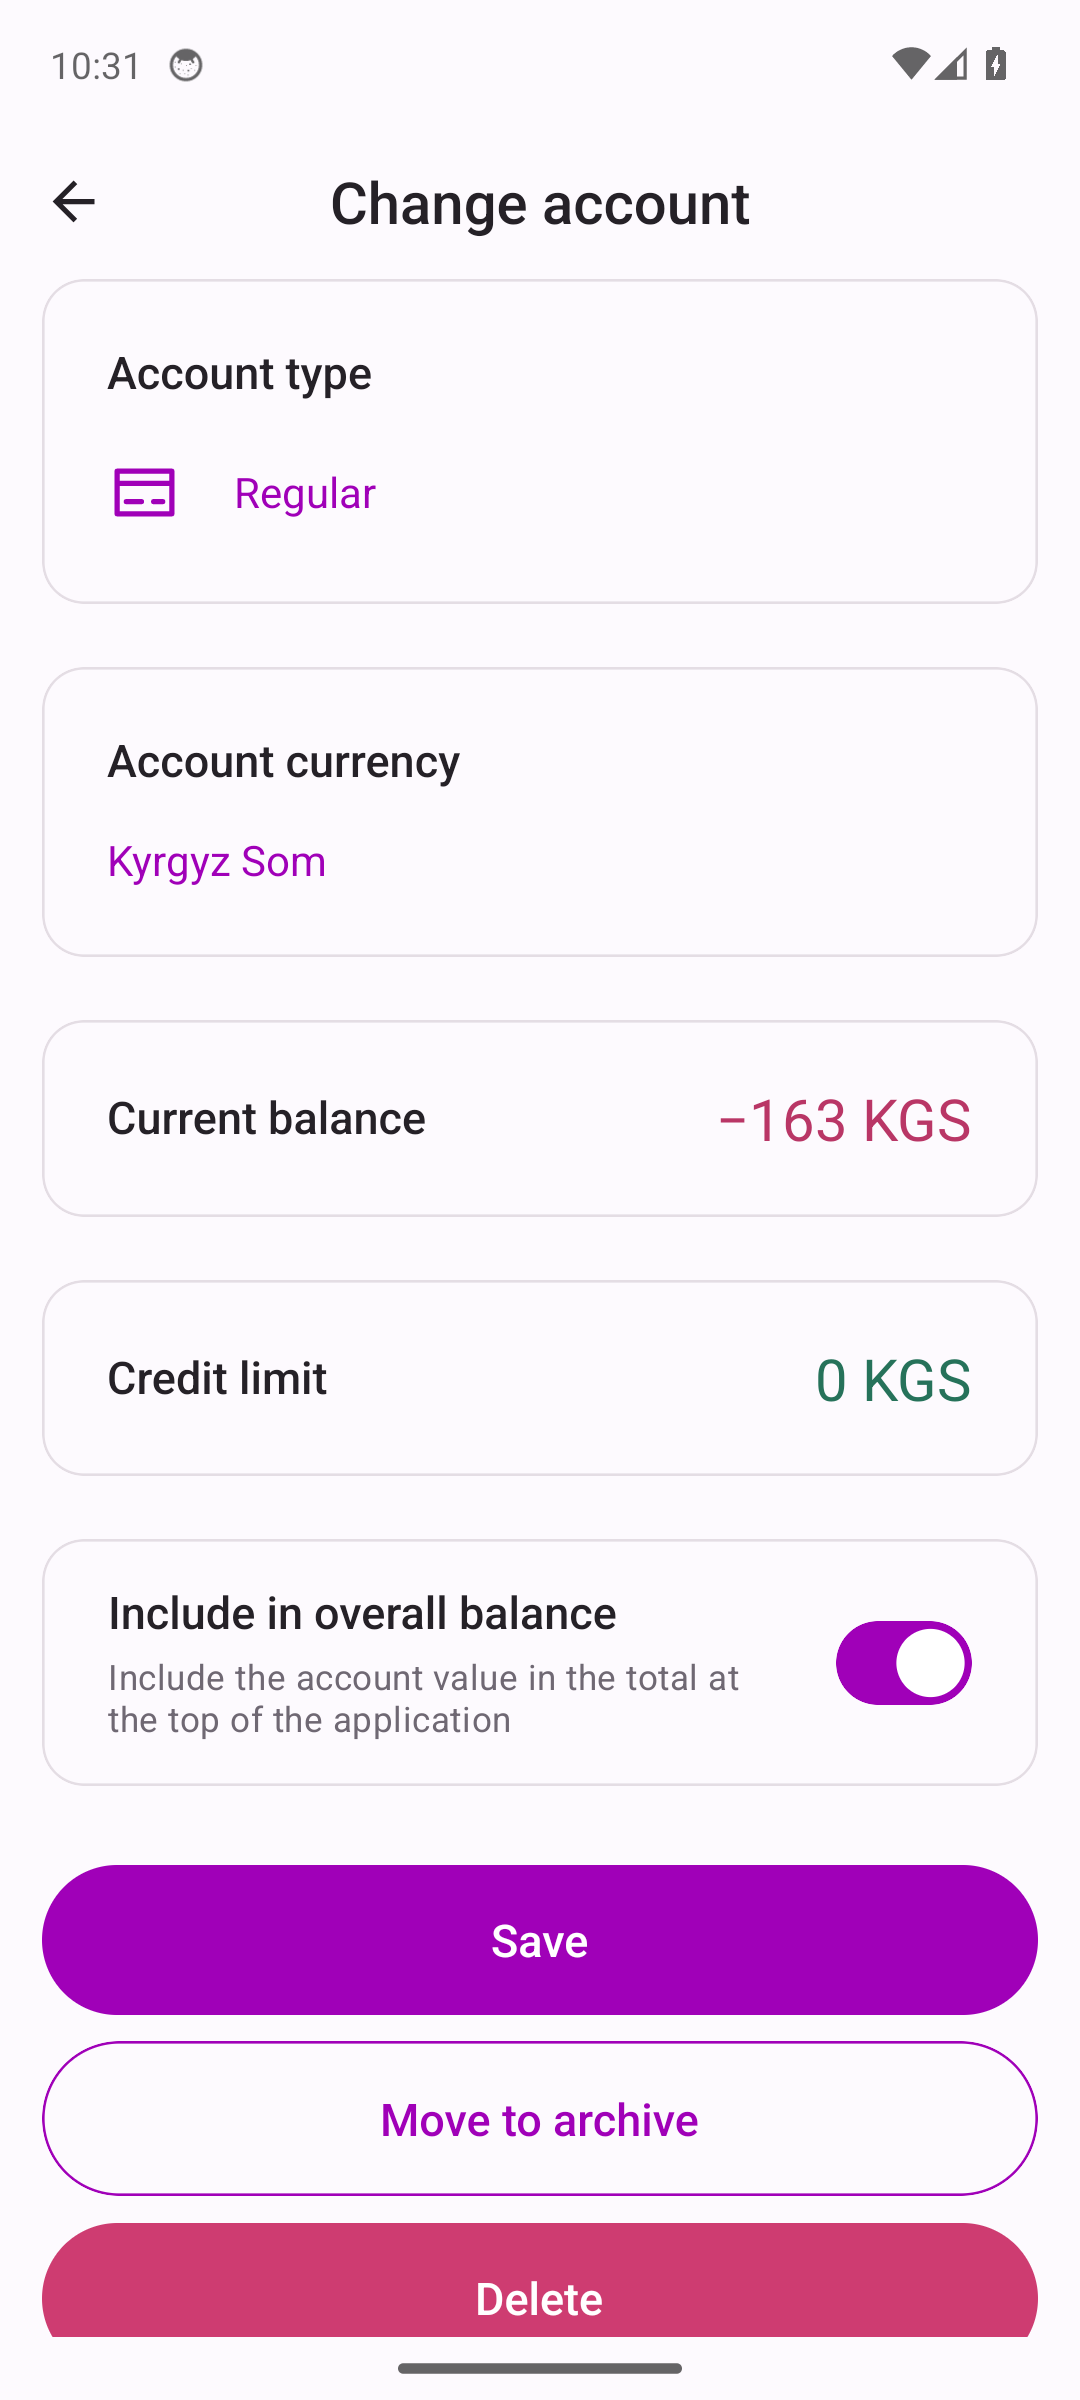 10:31
Change account
Account type
Regular
Account currency
Kyrgyz Som
Current balance
−163 KGS
Credit limit
0 KGS
Include in overall balance
Include the account value in the total at
the top of the application
Save
Move to archive
Delete